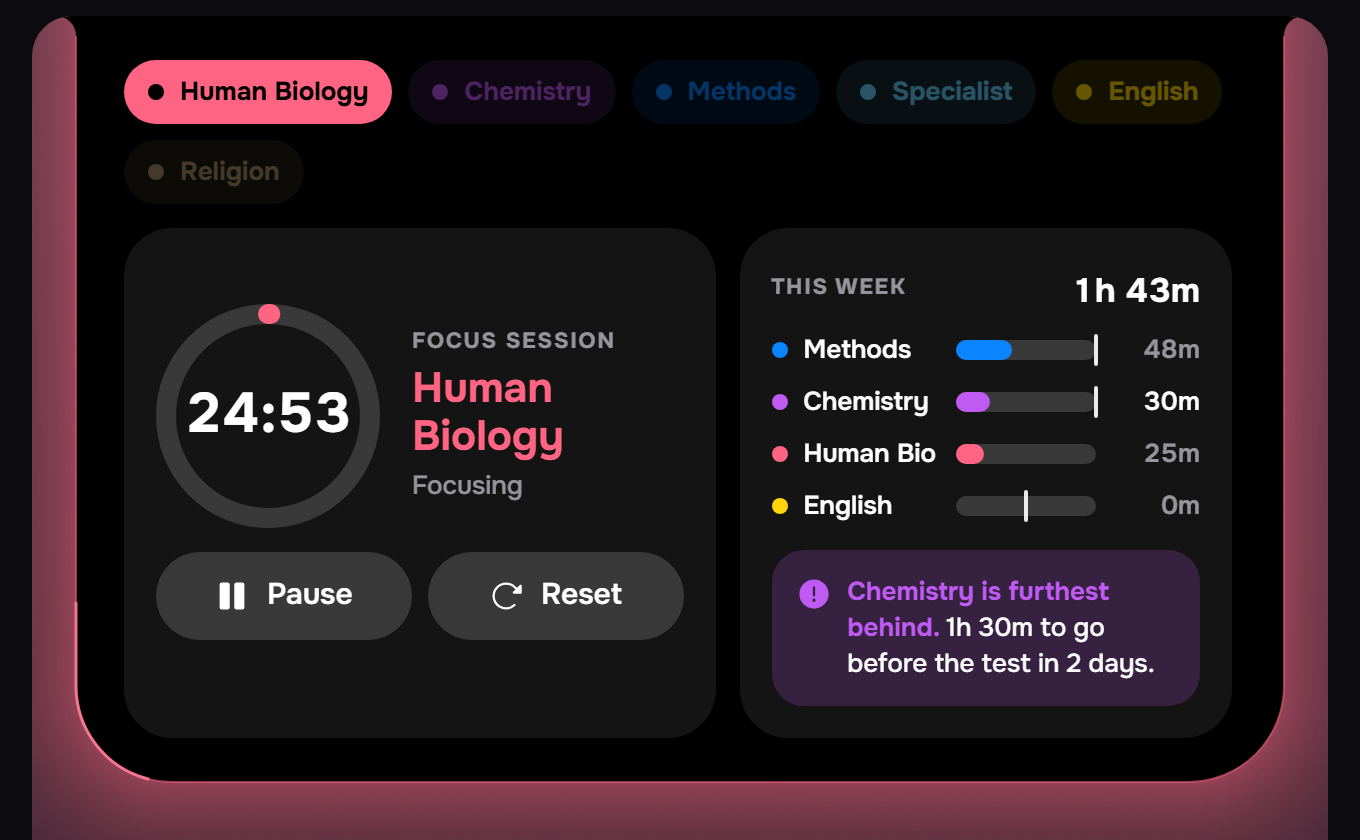 Human Biology
Chemistry
Methods
Specialist
English
Religion
24:53
FOCUS SESSION
Human
Biology
Focusing
Pause
Reset
THIS WEEK
1h 43m
Methods
48m
Chemistry
30m
Human Bio
25m
English
0m
Chemistry is furthest
behind. 1h 30m to go
before the test in 2 days.